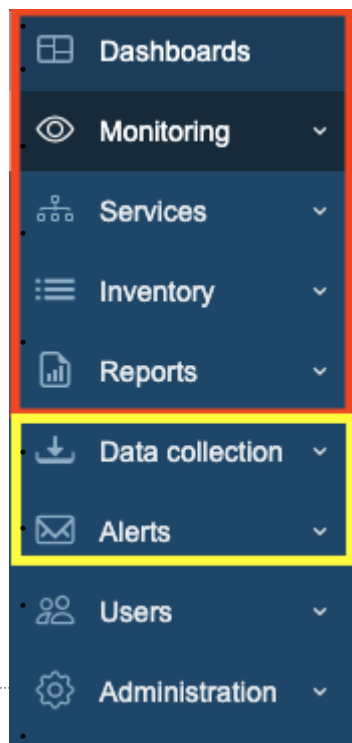 Dashboards
Monitoring
Services
Inventory
Reports
Data collection
Alerts
Users
Administration